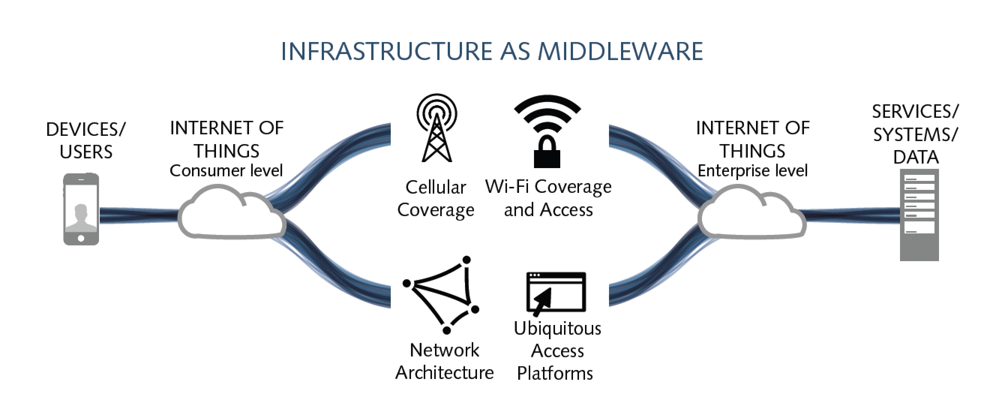 INFRASTRUCTURE AS MIDDLEWARE
DEVICES/
USERS
INTERNET OF
THINGS
Consumer level
Cellular
Coverage
Wi-Fi Coverage
and Access
Network
Architecture
Ubiquitous
Access
Platforms
INTERNET OF
THINGS
Enterprise level
SERVICES/
SYSTEMS/
DATA